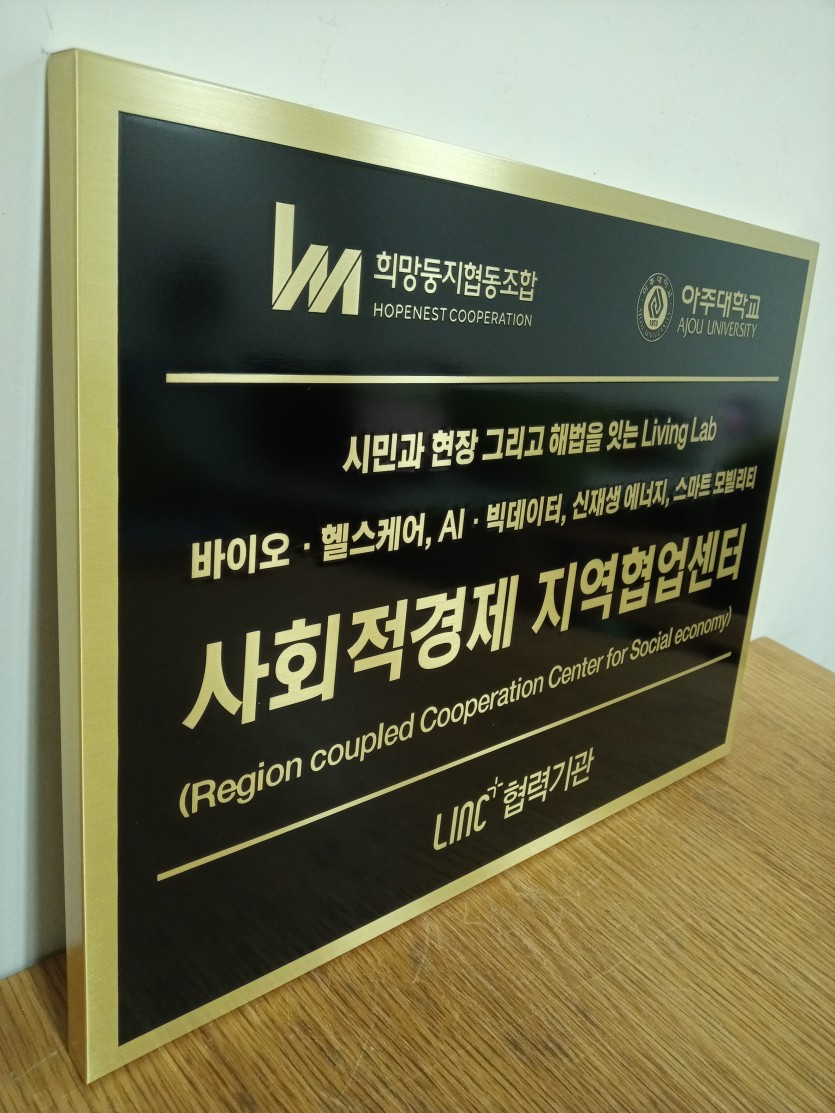 희망둥지협동조합
HOPENEST COOPERATION
아주대학교
AJOU UNIVERSITY
시민과 현장 그리고 해법을 잇는 Living Lab
바이오 · 헬스케어, AI · 빅데이터, 신재생 에너지, 스마트 모빌리티
사회적경제 지역협업센터
(Region coupled Cooperation Center for Social economy)
LINC+ 협력기관